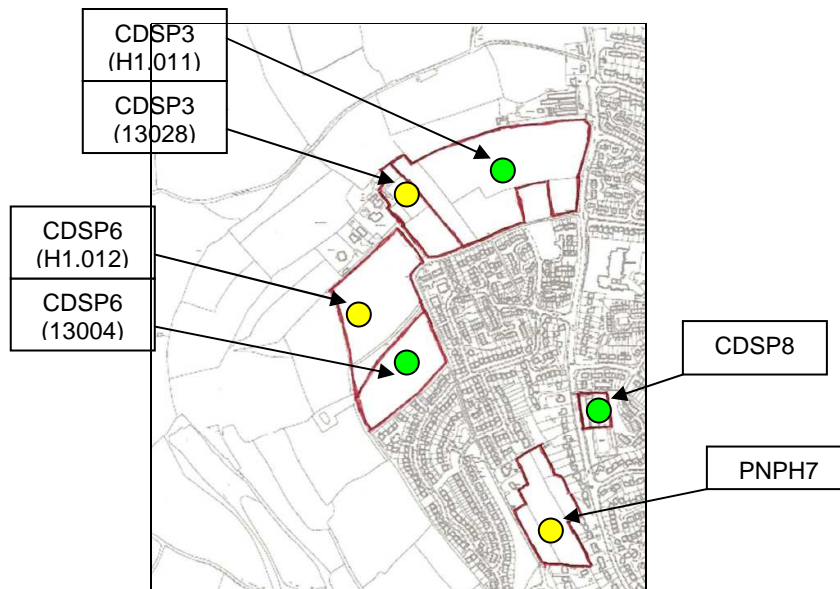 CDSP3
(H1.011)
CDSP3
(13028)
CDSP6
(H1.012)
CDSP6
(13004)
CDSP8
PNPH7